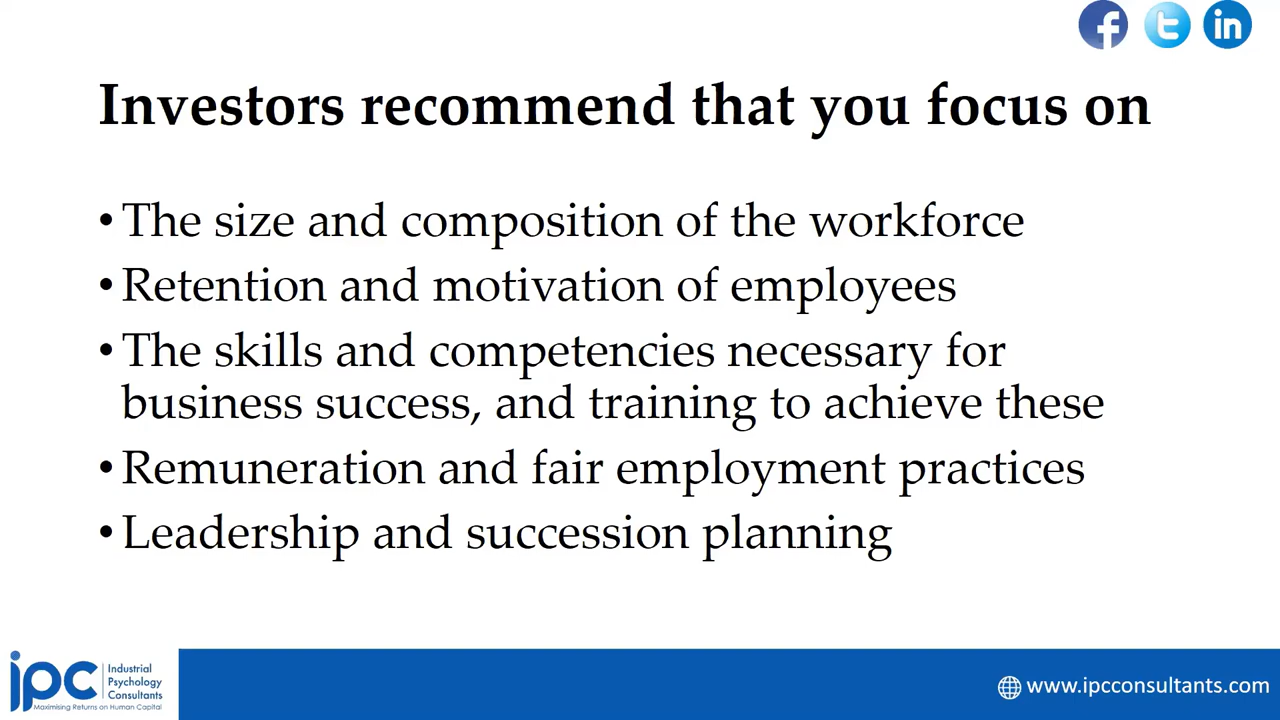 Investors recommend that you focus on
• The size and composition of the workforce
• Retention and motivation of employees
• The skills and competencies necessary for
business success, and training to achieve these
• Remuneration and fair employment practices
• Leadership and succession planning
ipc
Industrial
Psychology
Consultants
Maximising Returns on Human Capital
www.ipcconsultants.com